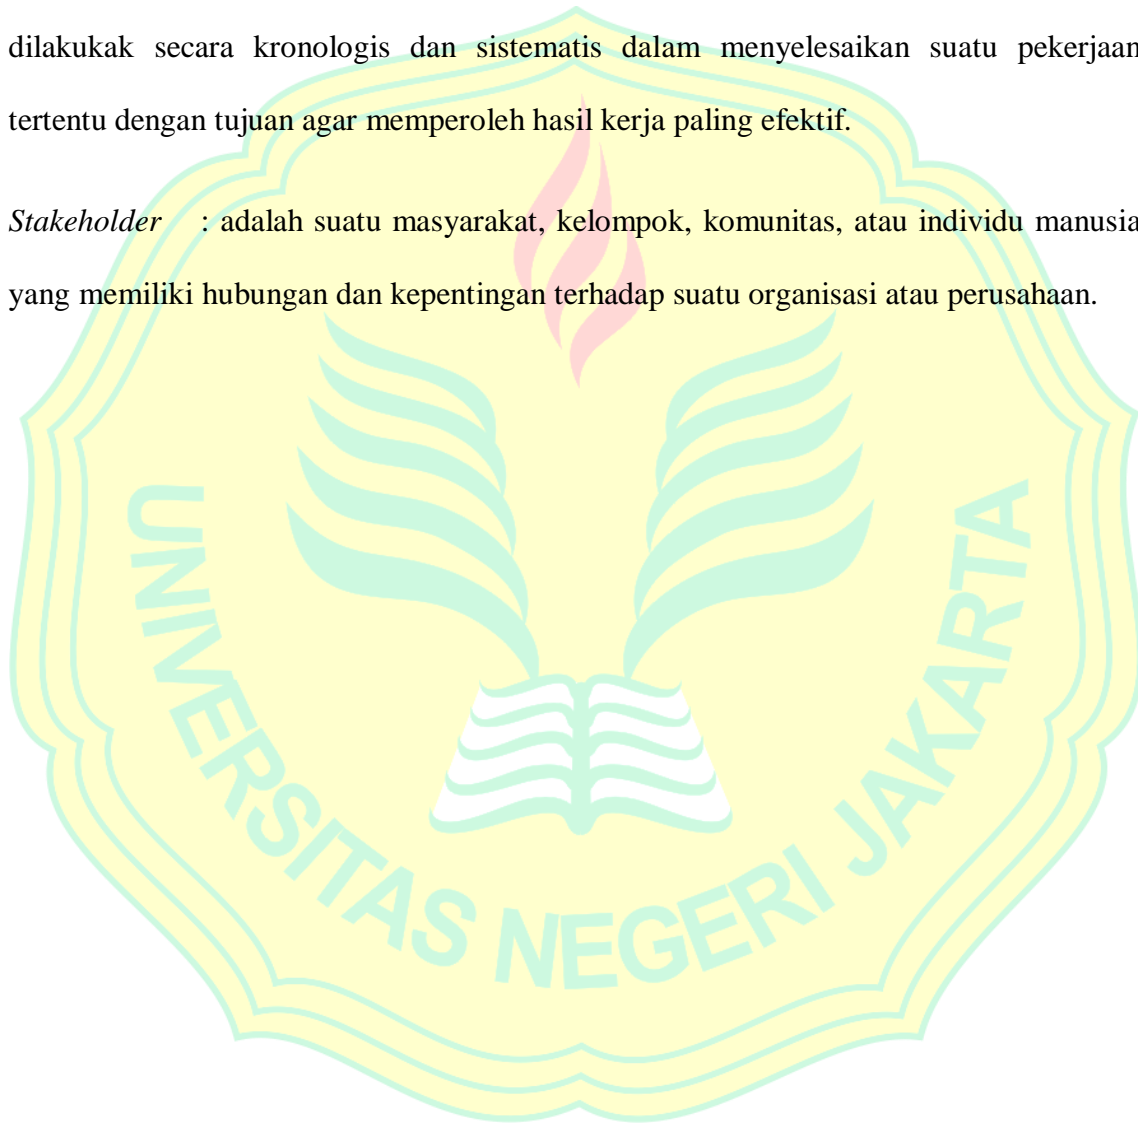 dilakukak secara kronologis dan sistematis dalam menyelesaikan suatu pekerjaan
tertentu dengan tujuan agar memperoleh hasil kerja paling efektif.
Stakeholder : adalah suatu masyarakat, kelompok, komunitas, atau individu manusia
yang memiliki hubungan dan kepentingan terhadap suatu organisasi atau perusahaan.
UNIVERSITAS NEGERI JAKARTA